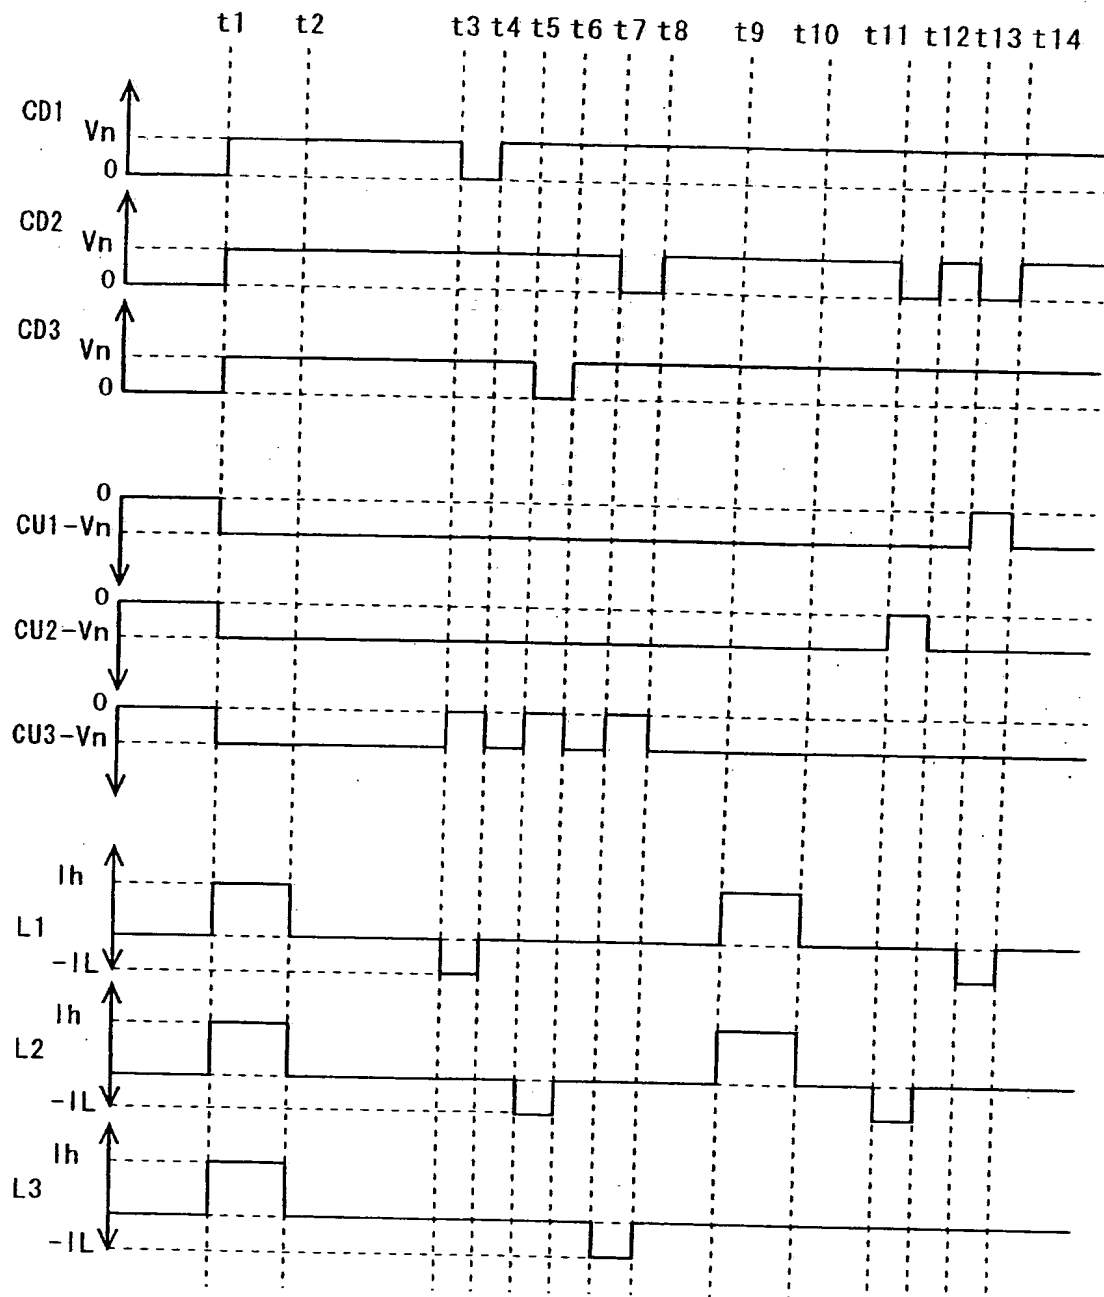 t1 t2 t3 t4 t5 t6 t7 t8 t9 t10 t11 t12 t13 t14
CD1
Vn
0
CD2
Vn
0
CD3
Vn
0
0
CU1-Vn
0
CU2-Vn
0
CU3-Vn
Ih
L1
-IL
Ih
L2
-IL
Ih
L3
-IL